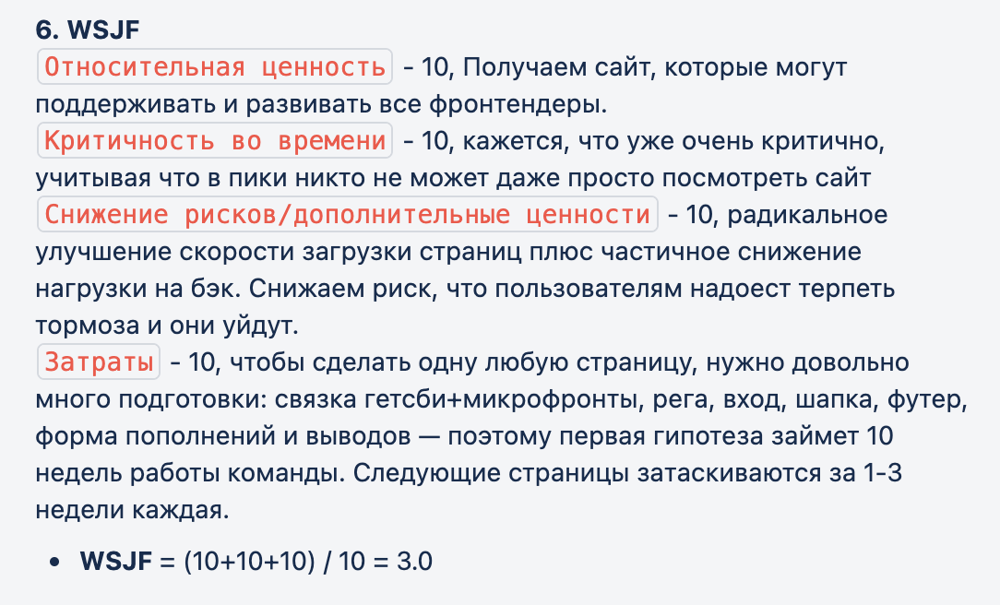 6. WSJF
Относительная ценность - 10, Получаем сайт, которые могут
поддерживать и развивать все фронтендеры.
Критичность во времени - 10, кажется, что уже очень критично,
учитывая что в пики никто не может даже просто посмотреть сайт
Снижение рисков/дополнительные ценности - 10, радикальное
улучшение скорости загрузки страниц плюс частичное снижение
нагрузки на бэк. Снижаем риск, что пользователям надоест терпеть
тормоза и они уйдут.
Затраты - 10, чтобы сделать одну любую страницу, нужно довольно
много подготовки: связка гетсби+микрофронты, рега, вход, шапка, футер,
форма пополнений и выводов — поэтому первая гипотеза займет 10
недель работы команды. Следующие страницы затаскиваются за 1-3
недели каждая.
• WSJF = (10+10+10) / 10 = 3.0